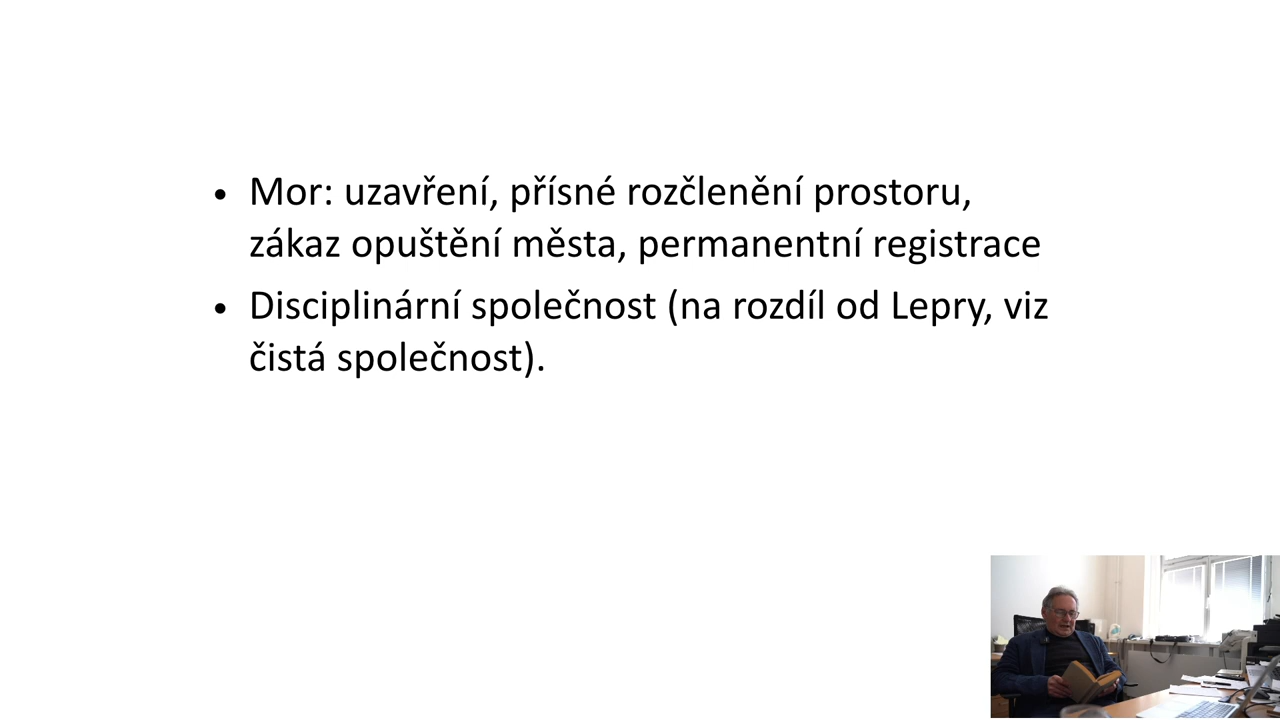 • Mor: uzavření, přísné rozčlenění prostoru,
zákaz opuštění města, permanentní registrace
• Disciplinární společnost (na rozdíl od Lepry, viz
čistá společnost).